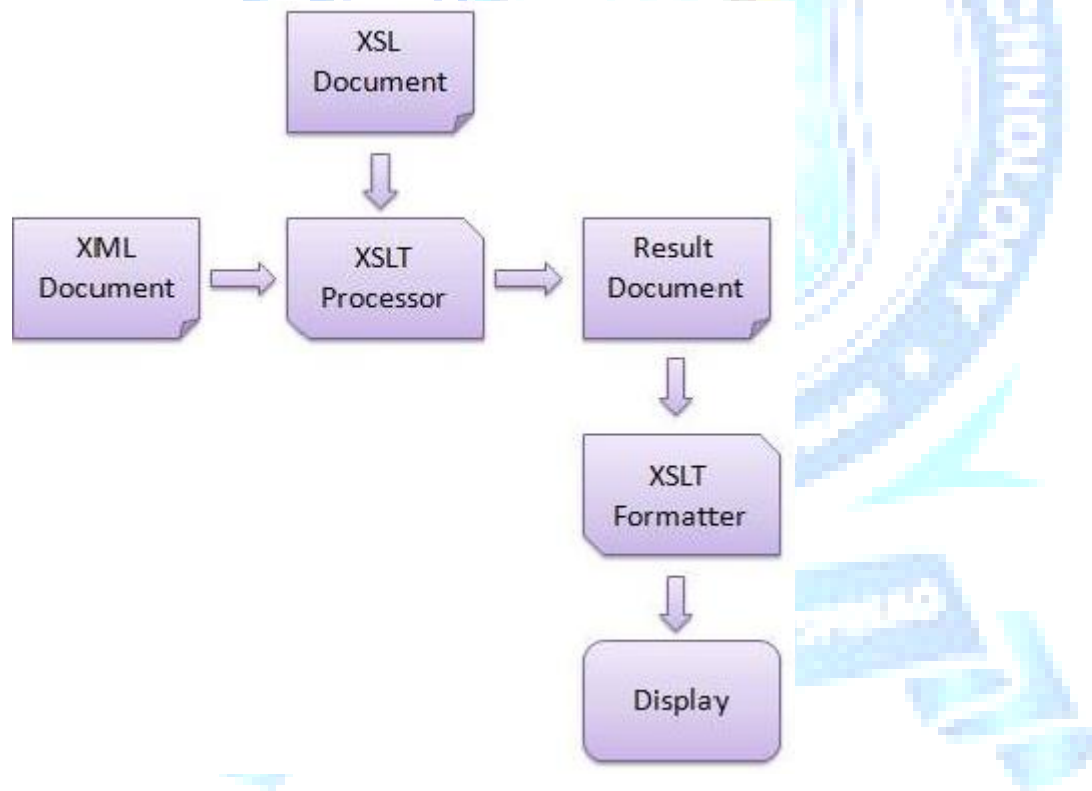 XSL
Document
XML
Document
XSLT
Processor
Result
Document
XSLT
Formatter
Display